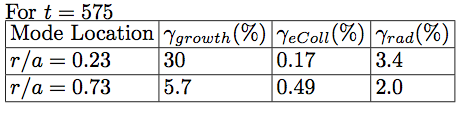 For t = 575
Mode Location γgrowth(%) γeColl(%) γrad(%)
r/a = 0.23 30 0.17 3.4
r/a = 0.73 5.7 0.49 2.0